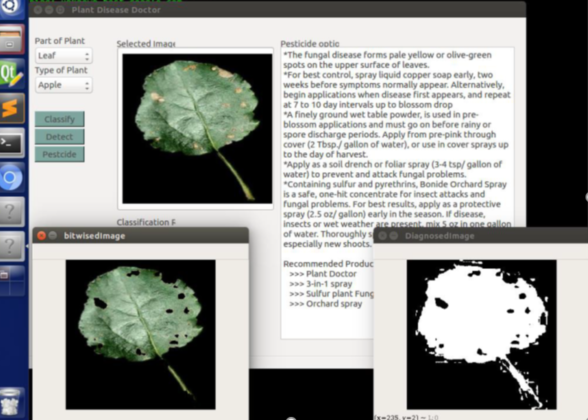 Plant Disease Doctor
Part of Plant
Leaf
Type of Plant
Apple
Classify
Detect
Pesticide
Selected Image
Classification
Pesticide optio
*The fungal disease forms pale yellow or olive-green
spots on the upper surface of leaves.
*For best control, spray liquid copper soap early, two
weeks before symptoms normally appear. Alternatively,
begin applications when disease first appears, and repeat
at 7 to 10 day intervals up to blossom drop
*A finely ground wet table powder, is used in pre-
blossom applications and must go on before rainy or
spore discharge periods. Apply from pre-pink through
cover (2 Tbsp./ gallon of water), or use in cover sprays up
to the day of harvest.
*Apply as a soil drench or foliar spray (3-4 tsp/ gallon of
water) to prevent and attack fungal problems.
*Containing sulfur and pyrethrins, Bonide Orchard Spray
is a safe, one-hit concentrate for insect attacks and
fungal problems. For best results, apply as a protective
spray (2.5 oz/ gallon) early in the season. If disease,
insects or wet weather are present, mix 5 oz in one gallon
of water. Thoroughly s
especially new shoots.
Recommended Produc
>>> Plant Doctor
>>> 3-in-1 spray
>>> Sulfur plant Fung
>>> Orchard spray
bitwisedImage
DiagnosedImage
(x=235, y=2) ~